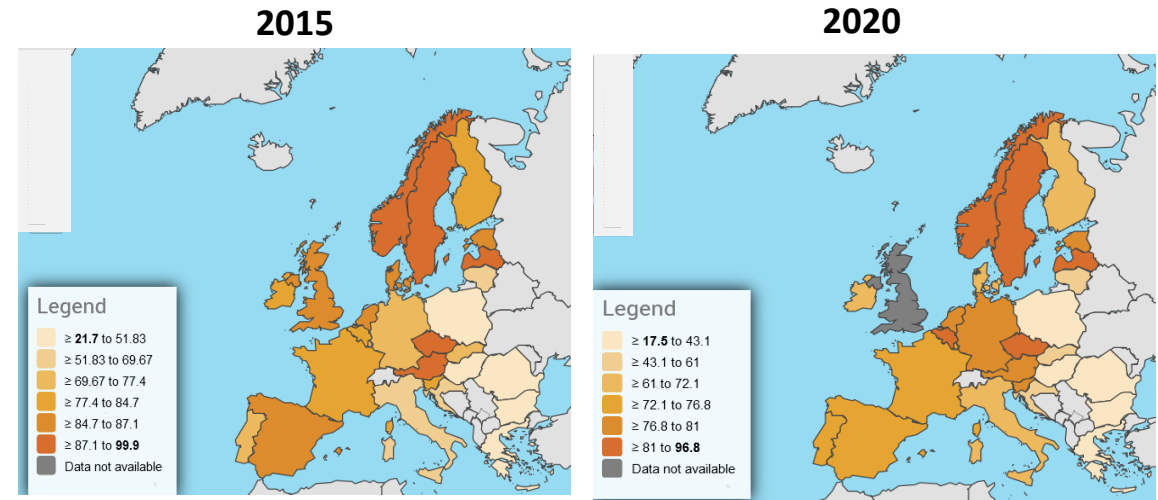 2015
2020
Legend
≥ 21.7 to 51.83
≥ 51.83 to 69.67
≥ 69.67 to 77.4
≥ 77.4 to 84.7
≥ 84.7 to 87.1
≥ 87.1 to 99.9
Data not available
Legend
≥ 17.5 to 43.1
≥ 43.1 to 61
≥ 61 to 72.1
≥ 72.1 to 76.8
≥ 76.8 to 81
≥ 81 to 96.8
Data not available